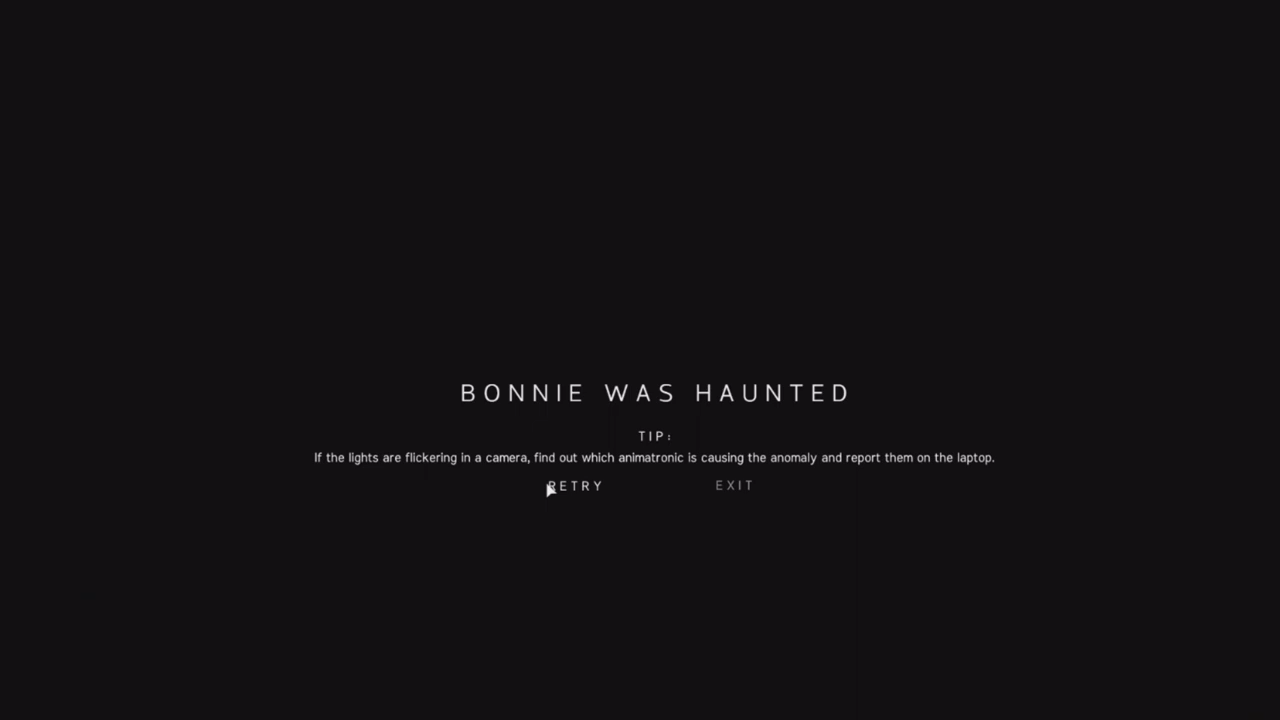 BONNIE WAS HAUNTED
TIP:
If the lights are flickering in a camera, find out which animatronic is causing the anomaly and report them on the laptop.
RETRY EXIT